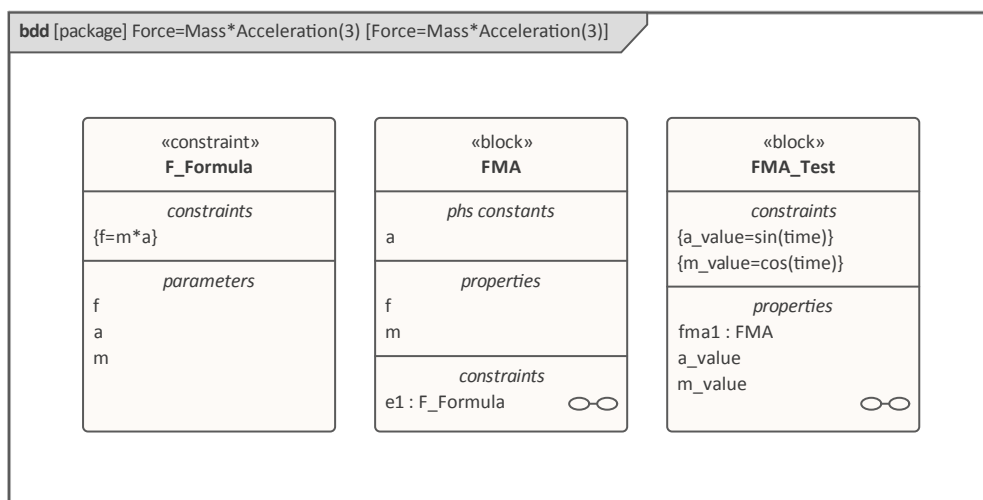 bdd [package] Force=Mass*Acceleration(3) [Force=Mass*Acceleration(3)]
«constraint»
F_Formula
constraints
{f=m*a}
parameters
f
a
m
«block»
FMA
phs constants
a
properties
f
m
constraints
e1 : F_Formula
«block»
FMA_Test
constraints
{a_value=sin(time)}
{m_value=cos(time)}
properties
fma1 : FMA
a_value
m_value